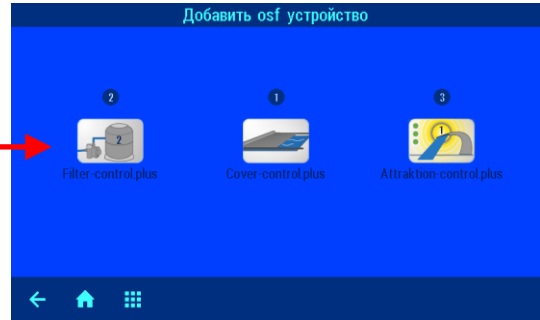 Добавить osf устройство
2 1 3
2 1
Filter-control.plus Cover-control.plus Attraktion-control.plus